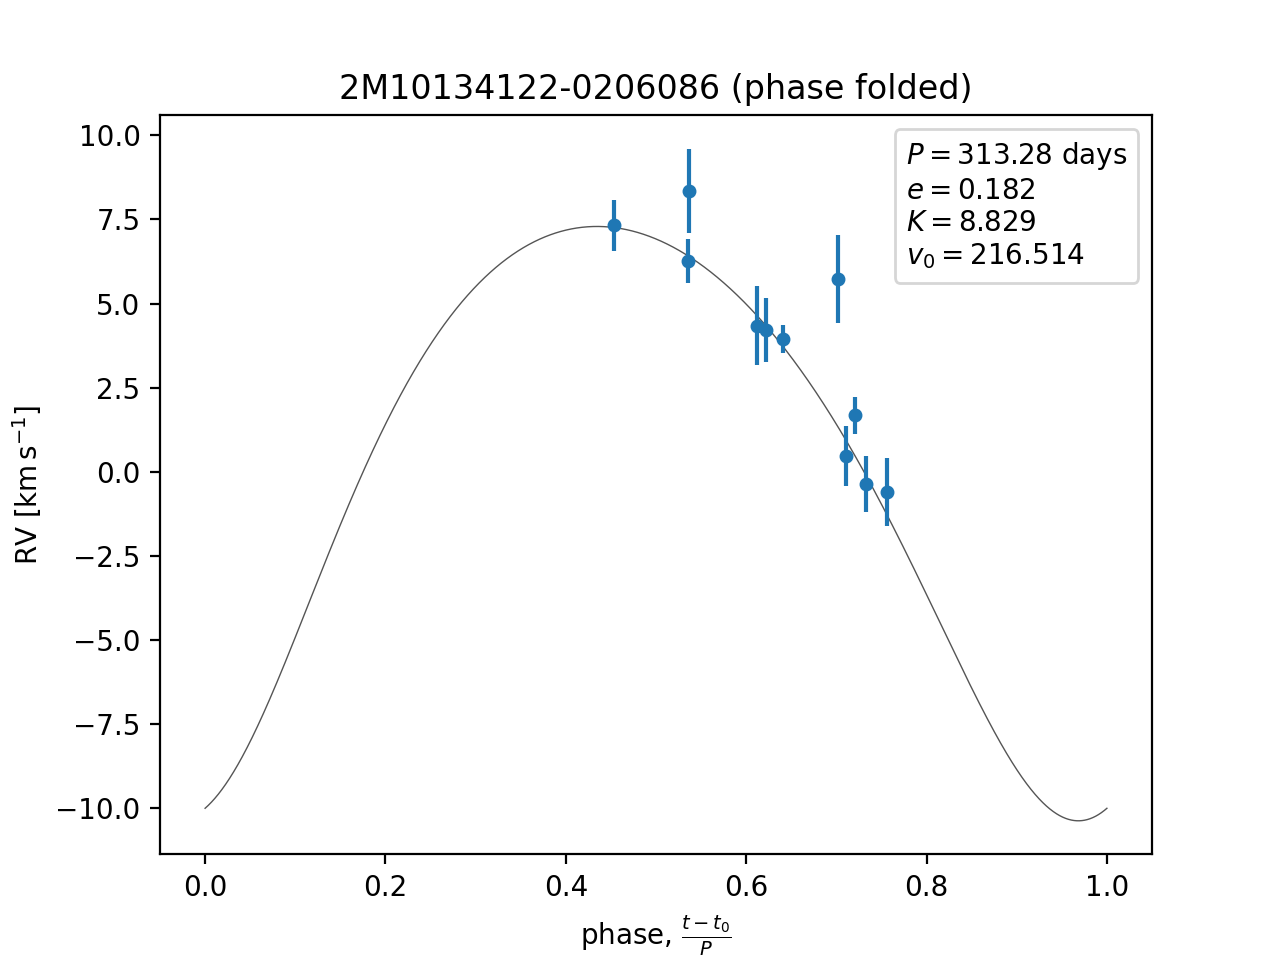 2M10134122-0206086 (phase folded)
P = 313.28 days
e = 0.182
K = 8.829
v₀ = 216.514
10.0
7.5
5.0
2.5
0.0
−2.5
−5.0
−7.5
−10.0
RV [km s⁻¹]
0.0 0.2 0.4 0.6 0.8 1.0
phase, (t − t₀)/P